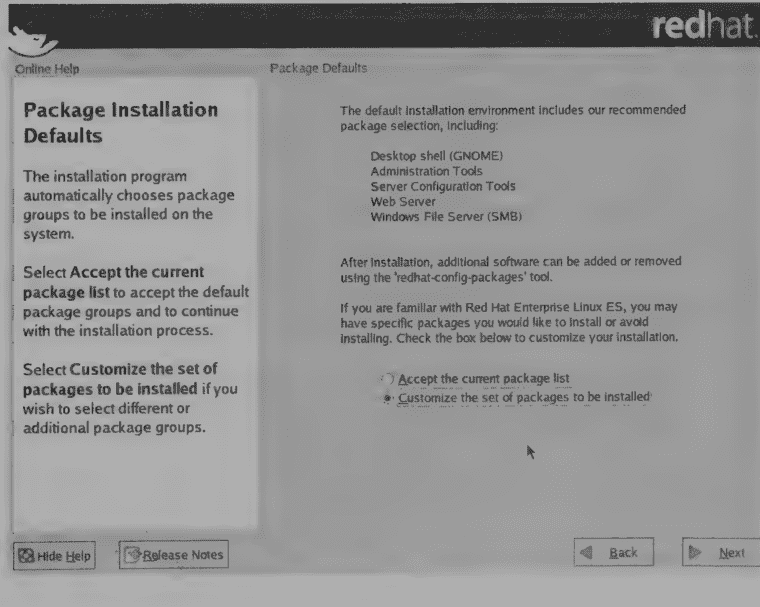 redhat.
Online Help
Package Defaults
Package Installation
Defaults
The installation program
automatically chooses package
groups to be installed on the
system.
Select Accept the current
package list to accept the default
package groups and to continue
with the installation process.
Select Customize the set of
packages to be installed if you
wish to select different or
additional package groups.
The default installation environment includes our recommended
package selection, including:
Desktop shell (GNOME)
Administration Tools
Server Configuration Tools
Web Server
Windows File Server (SMB)
After installation, additional software can be added or removed
using the 'redhat-config-packages' tool.
If you are familiar with Red Hat Enterprise Linux ES, you may
have specific packages you would like to install or avoid
installing. Check the box below to customize your installation.
Accept the current package list
Customize the set of packages to be installed
Hide Help
Release Notes
Back
Next